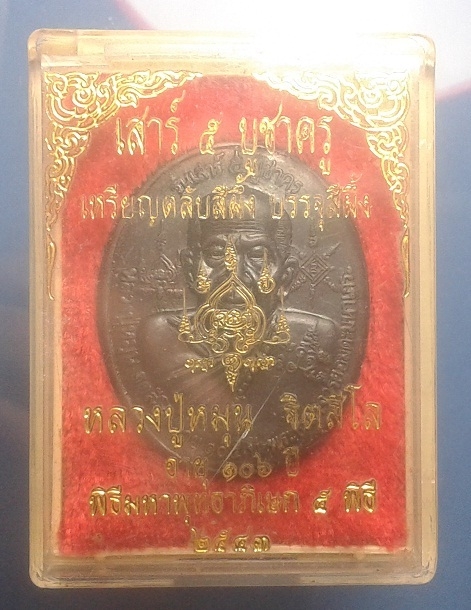 เสาร์ ๕ บูชาครู
เหรียญตลับสีผึ้ง บรรจุสีผึ้ง
หลวงปู่หมุน ฐิตสีโล
อายุ ๑๐๖ ปี
พิธีมหาพุทธาภิเษก ๕ พิธี
๒๕๔๓